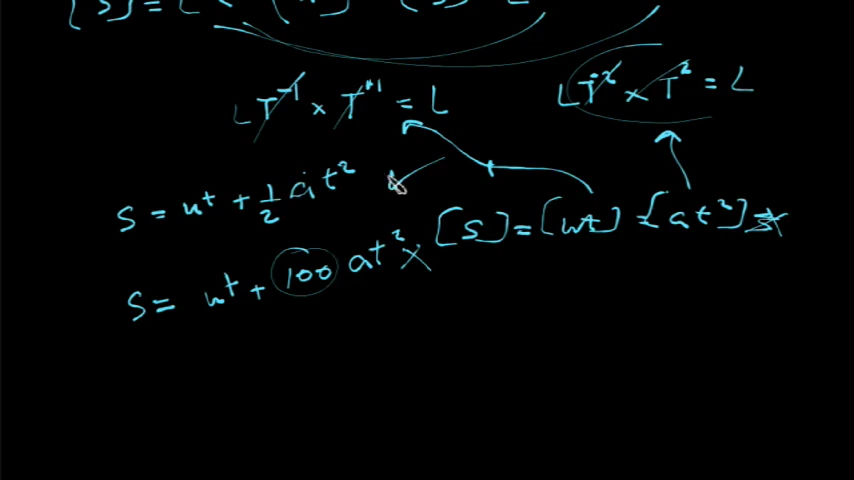 [S] = [
LT⁻¹ × T⁺¹ = L
LT⁻² × T² = L
S = ut + 1/2 at²
[S] = [ut] = [at²]
S = ut + 100 at² ×